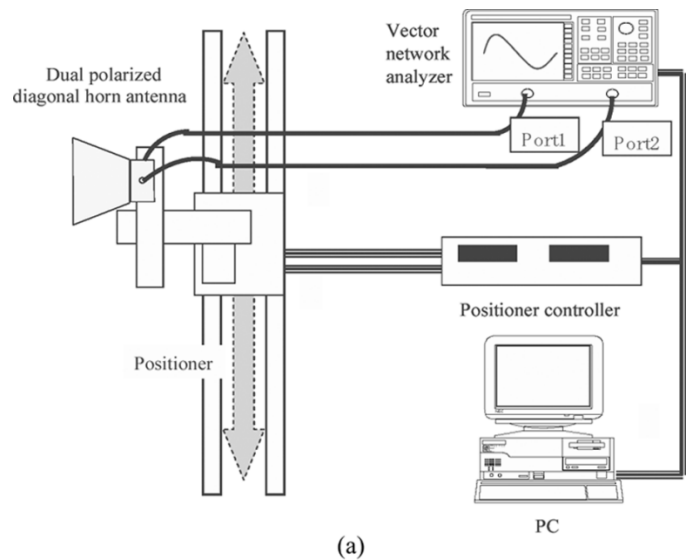 Vector
network
analyzer
Dual polarized
diagonal horn antenna
Port1
Port2
Positioner controller
Positioner
PC
(a)